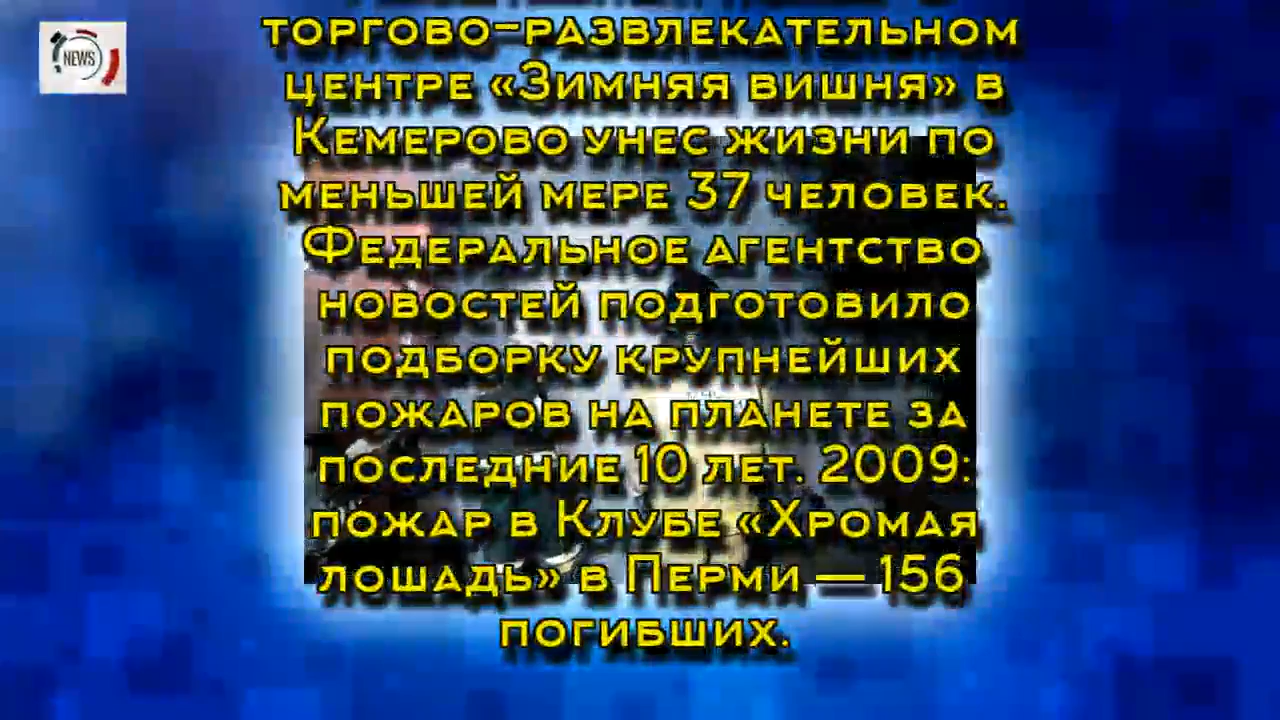 NEWS
торгово-развлекательном
центре «Зимняя вишня» в
Кемерово унес жизни по
меньшей мере 37 человек.
Федеральное агентство
новостей подготовило
подборку крупнейших
пожаров на планете за
последние 10 лет. 2009:
пожар в Клубе «Хромая
лошадь» в Перми — 156
погибших.